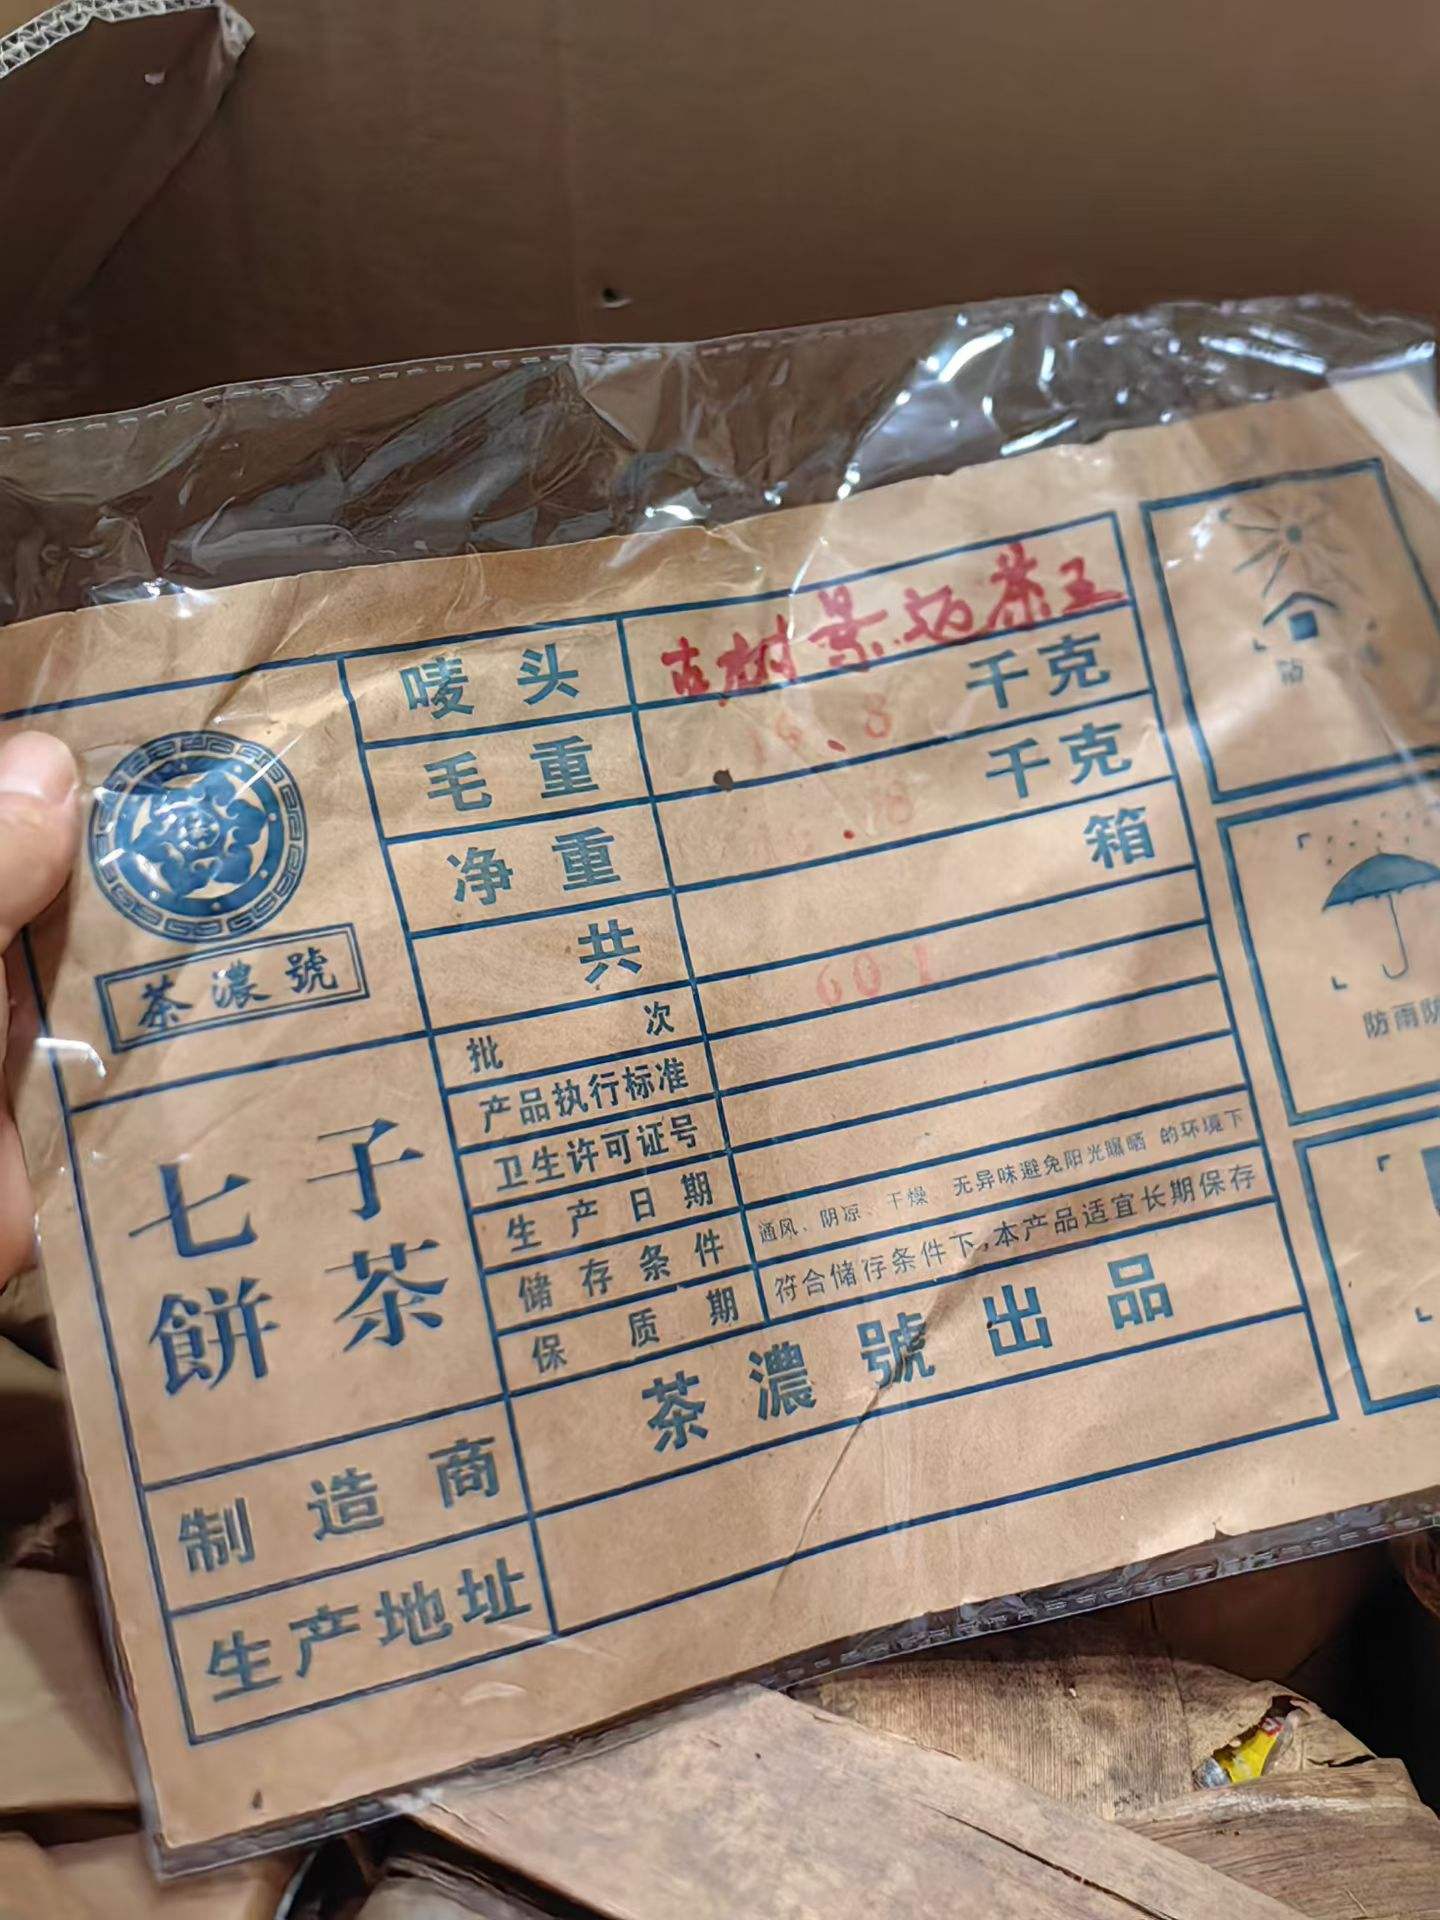 唛头 古树景迈茶王
毛重 千克
净重 千克
共 箱
批次 601
产品执行标准
卫生许可证号
生产日期
储存条件 通风、阴凉、干燥、无异味避免阳光曝晒 的环境下
保质期 符合储存条件下,本产品适宜长期保存
茶濃號
七子
餅茶
制造商 茶濃號出品
生产地址
防雨防